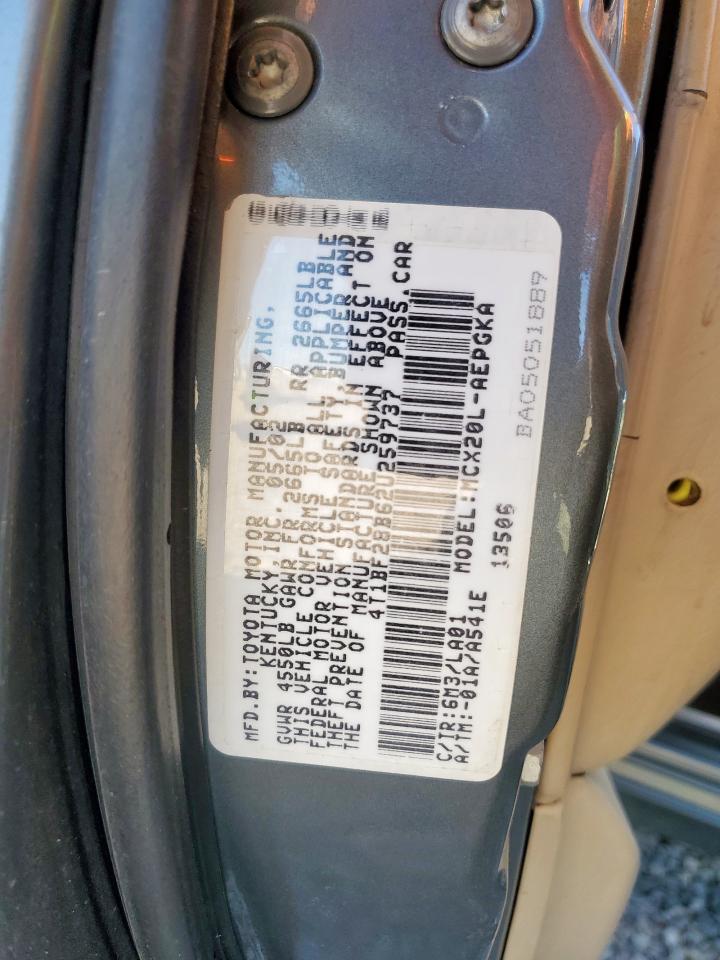 MFD.BY:TOYOTA MOTOR MANUFACTURING,
KENTUCKY,INC. 05/02
GVWR 4550LB GAWR FR 2665LB RR 2665LB
THIS VEHICLE CONFORMS TO ALL APPLICABLE
FEDERAL MOTOR VEHICLE SAFETY,BUMPER AND
THEFT PREVENTION STANDARDS IN EFFECT ON
THE DATE OF MANUFACTURE SHOWN ABOVE
4T1BF28B62U259737 PASS.CAR
C/TR:6M3/LA01 MODEL:MCX20L-AEPGKA
A/TM:-01A/A541E 13506
BA05051889